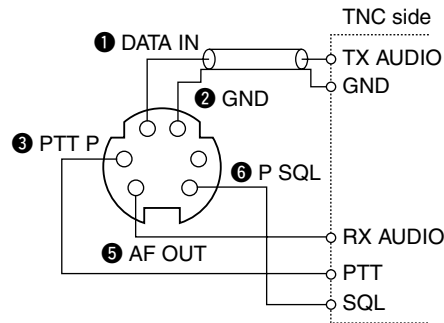 TNC side
❶ DATA IN
TX AUDIO
❷ GND
GND
❸ PTT P
❻ P SQL
❺ AF OUT
RX AUDIO
PTT
SQL